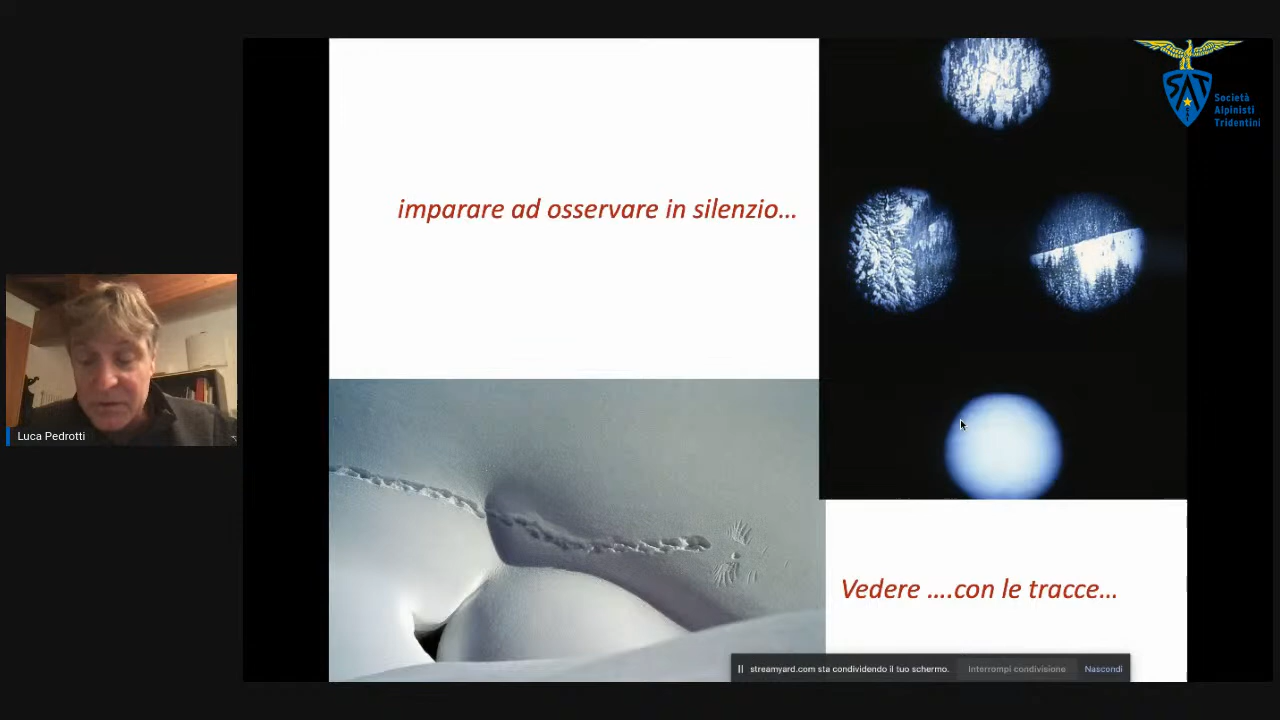 SAT
Società
Alpinisti
Tridentini
imparare ad osservare in silenzio...
Luca Pedrotti
Vedere ....con le tracce...
streamyard.com sta condividendo il tuo schermo. Interrompi condivisione Nascondi